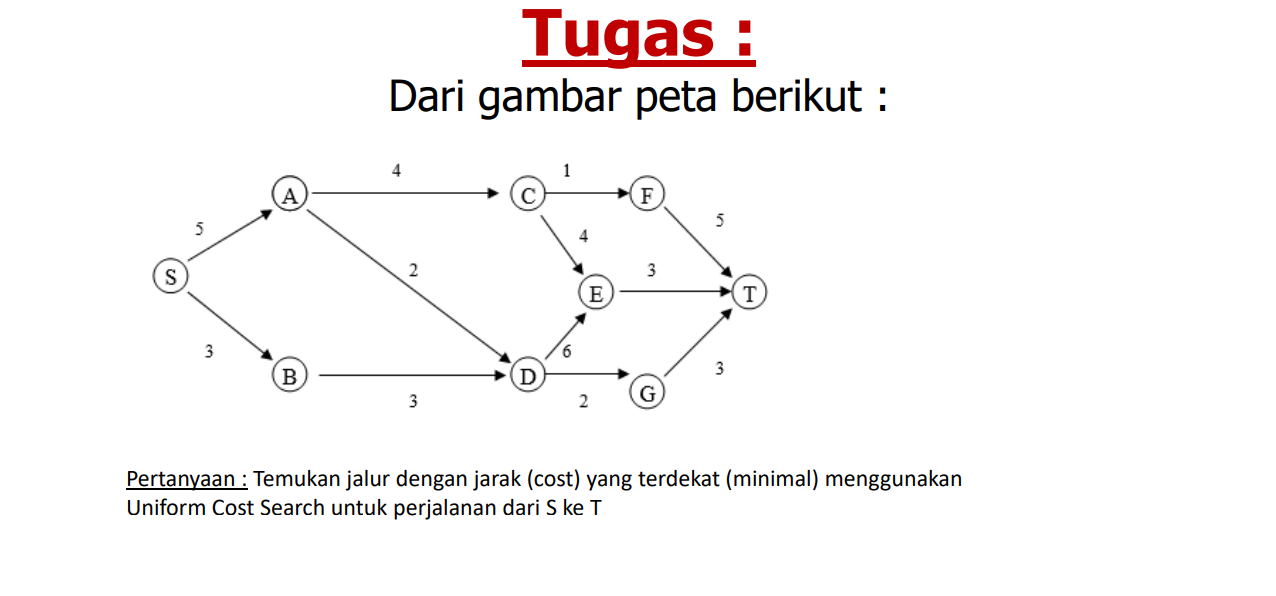 Tugas :
Dari gambar peta berikut :
4
1
A
C
F
5
5
4
S
2
3
E
T
3
6
B
D
3
G
3
2
Pertanyaan : Temukan jalur dengan jarak (cost) yang terdekat (minimal) menggunakan
Uniform Cost Search untuk perjalanan dari S ke T